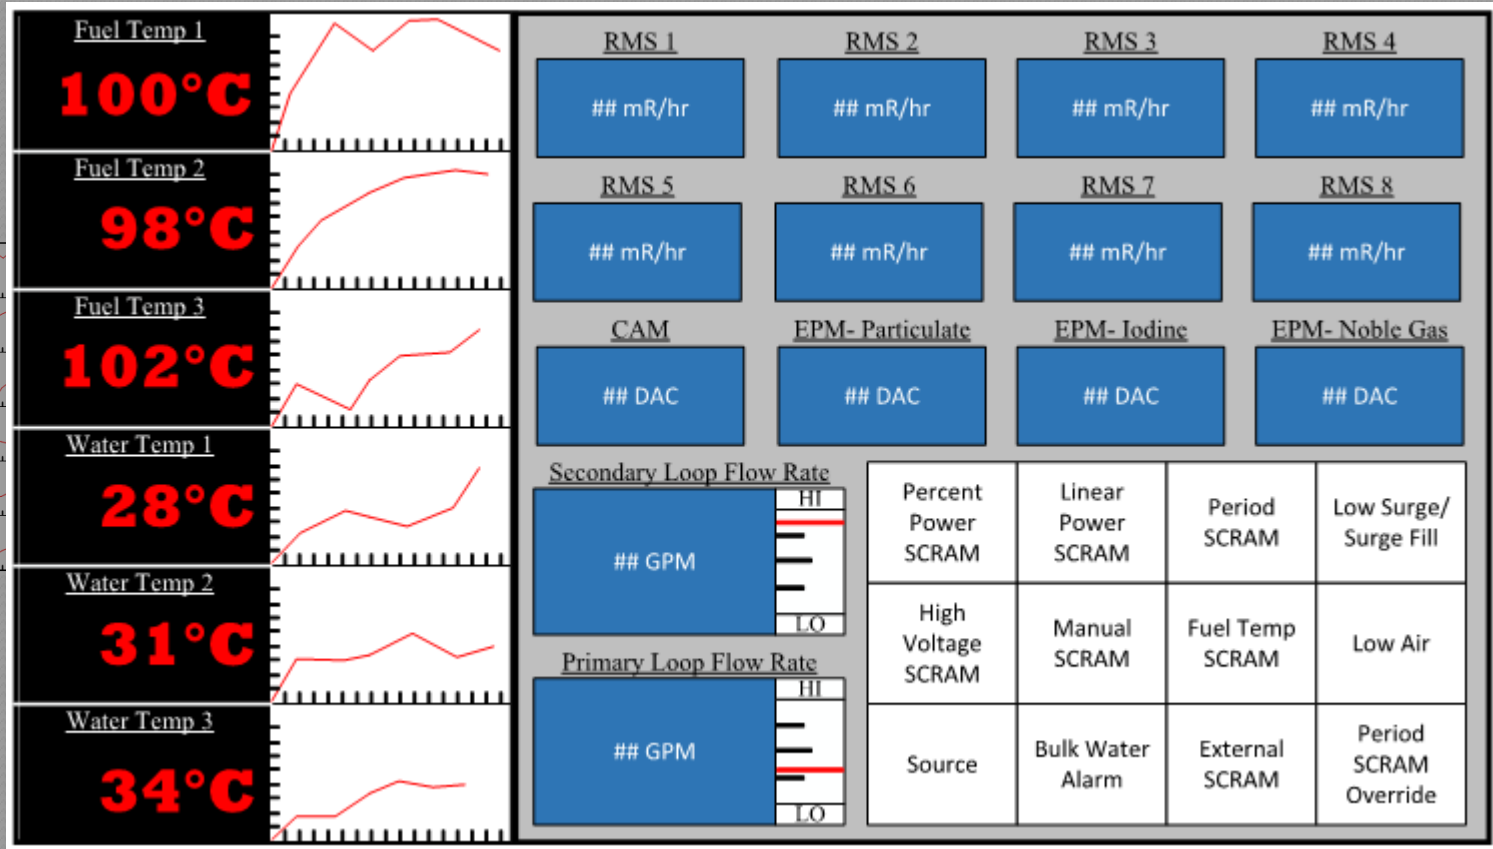 Fuel Temp 1
100°C
Fuel Temp 2
98°C
Fuel Temp 3
102°C
Water Temp 1
28°C
Water Temp 2
31°C
Water Temp 3
34°C
RMS 1
RMS 2
RMS 3
RMS 4
## mR/hr
## mR/hr
## mR/hr
## mR/hr
RMS 5
RMS 6
RMS 7
RMS 8
## mR/hr
## mR/hr
## mR/hr
## mR/hr
CAM
EPM- Particulate
EPM- Iodine
EPM- Noble Gas
## DAC
## DAC
## DAC
## DAC
Secondary Loop Flow Rate
HI
## GPM
LO
Primary Loop Flow Rate
HI
## GPM
LO
Percent
Power
SCRAM
Linear
Power
SCRAM
Period
SCRAM
Low Surge/
Surge Fill
High
Voltage
SCRAM
Manual
SCRAM
Fuel Temp
SCRAM
Low Air
Source
Bulk Water
Alarm
External
SCRAM
Period
SCRAM
Override